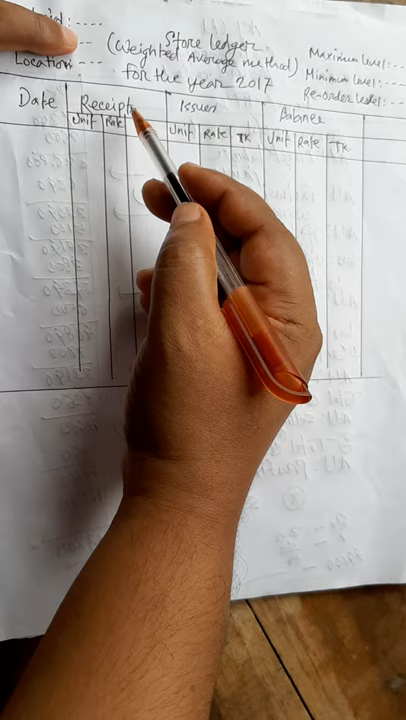 Store ledger
(Weighted Average method)
for the year 2017
Location:---
Maximum Level:--
Minimum Level:--
Re-order Level:--
Date Receipts Issues Balance
Unit Rate Unit Rate TK Unit Rate TK